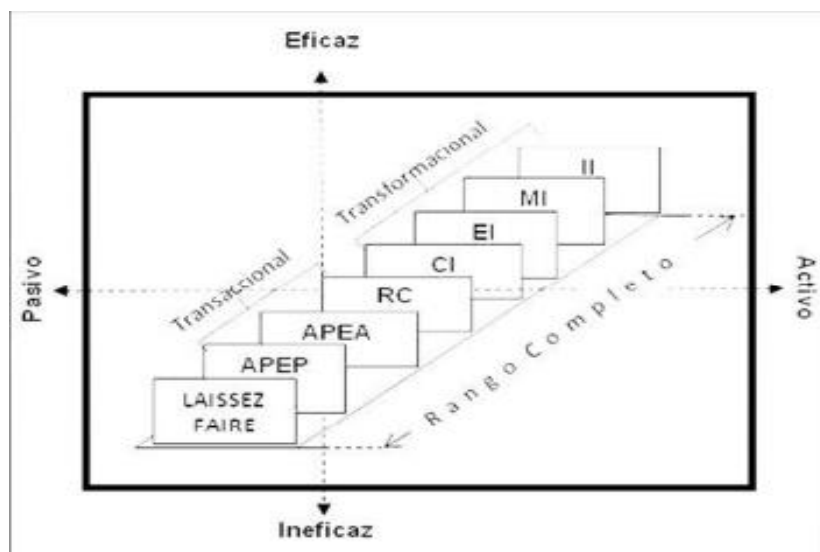 Eficaz
Transformacional
II
MI
EI
CI
RC
Transaccional
APEA
APEP
LAISSEZ
FAIRE
Pasivo
Activo
Rango Completo
Ineficaz